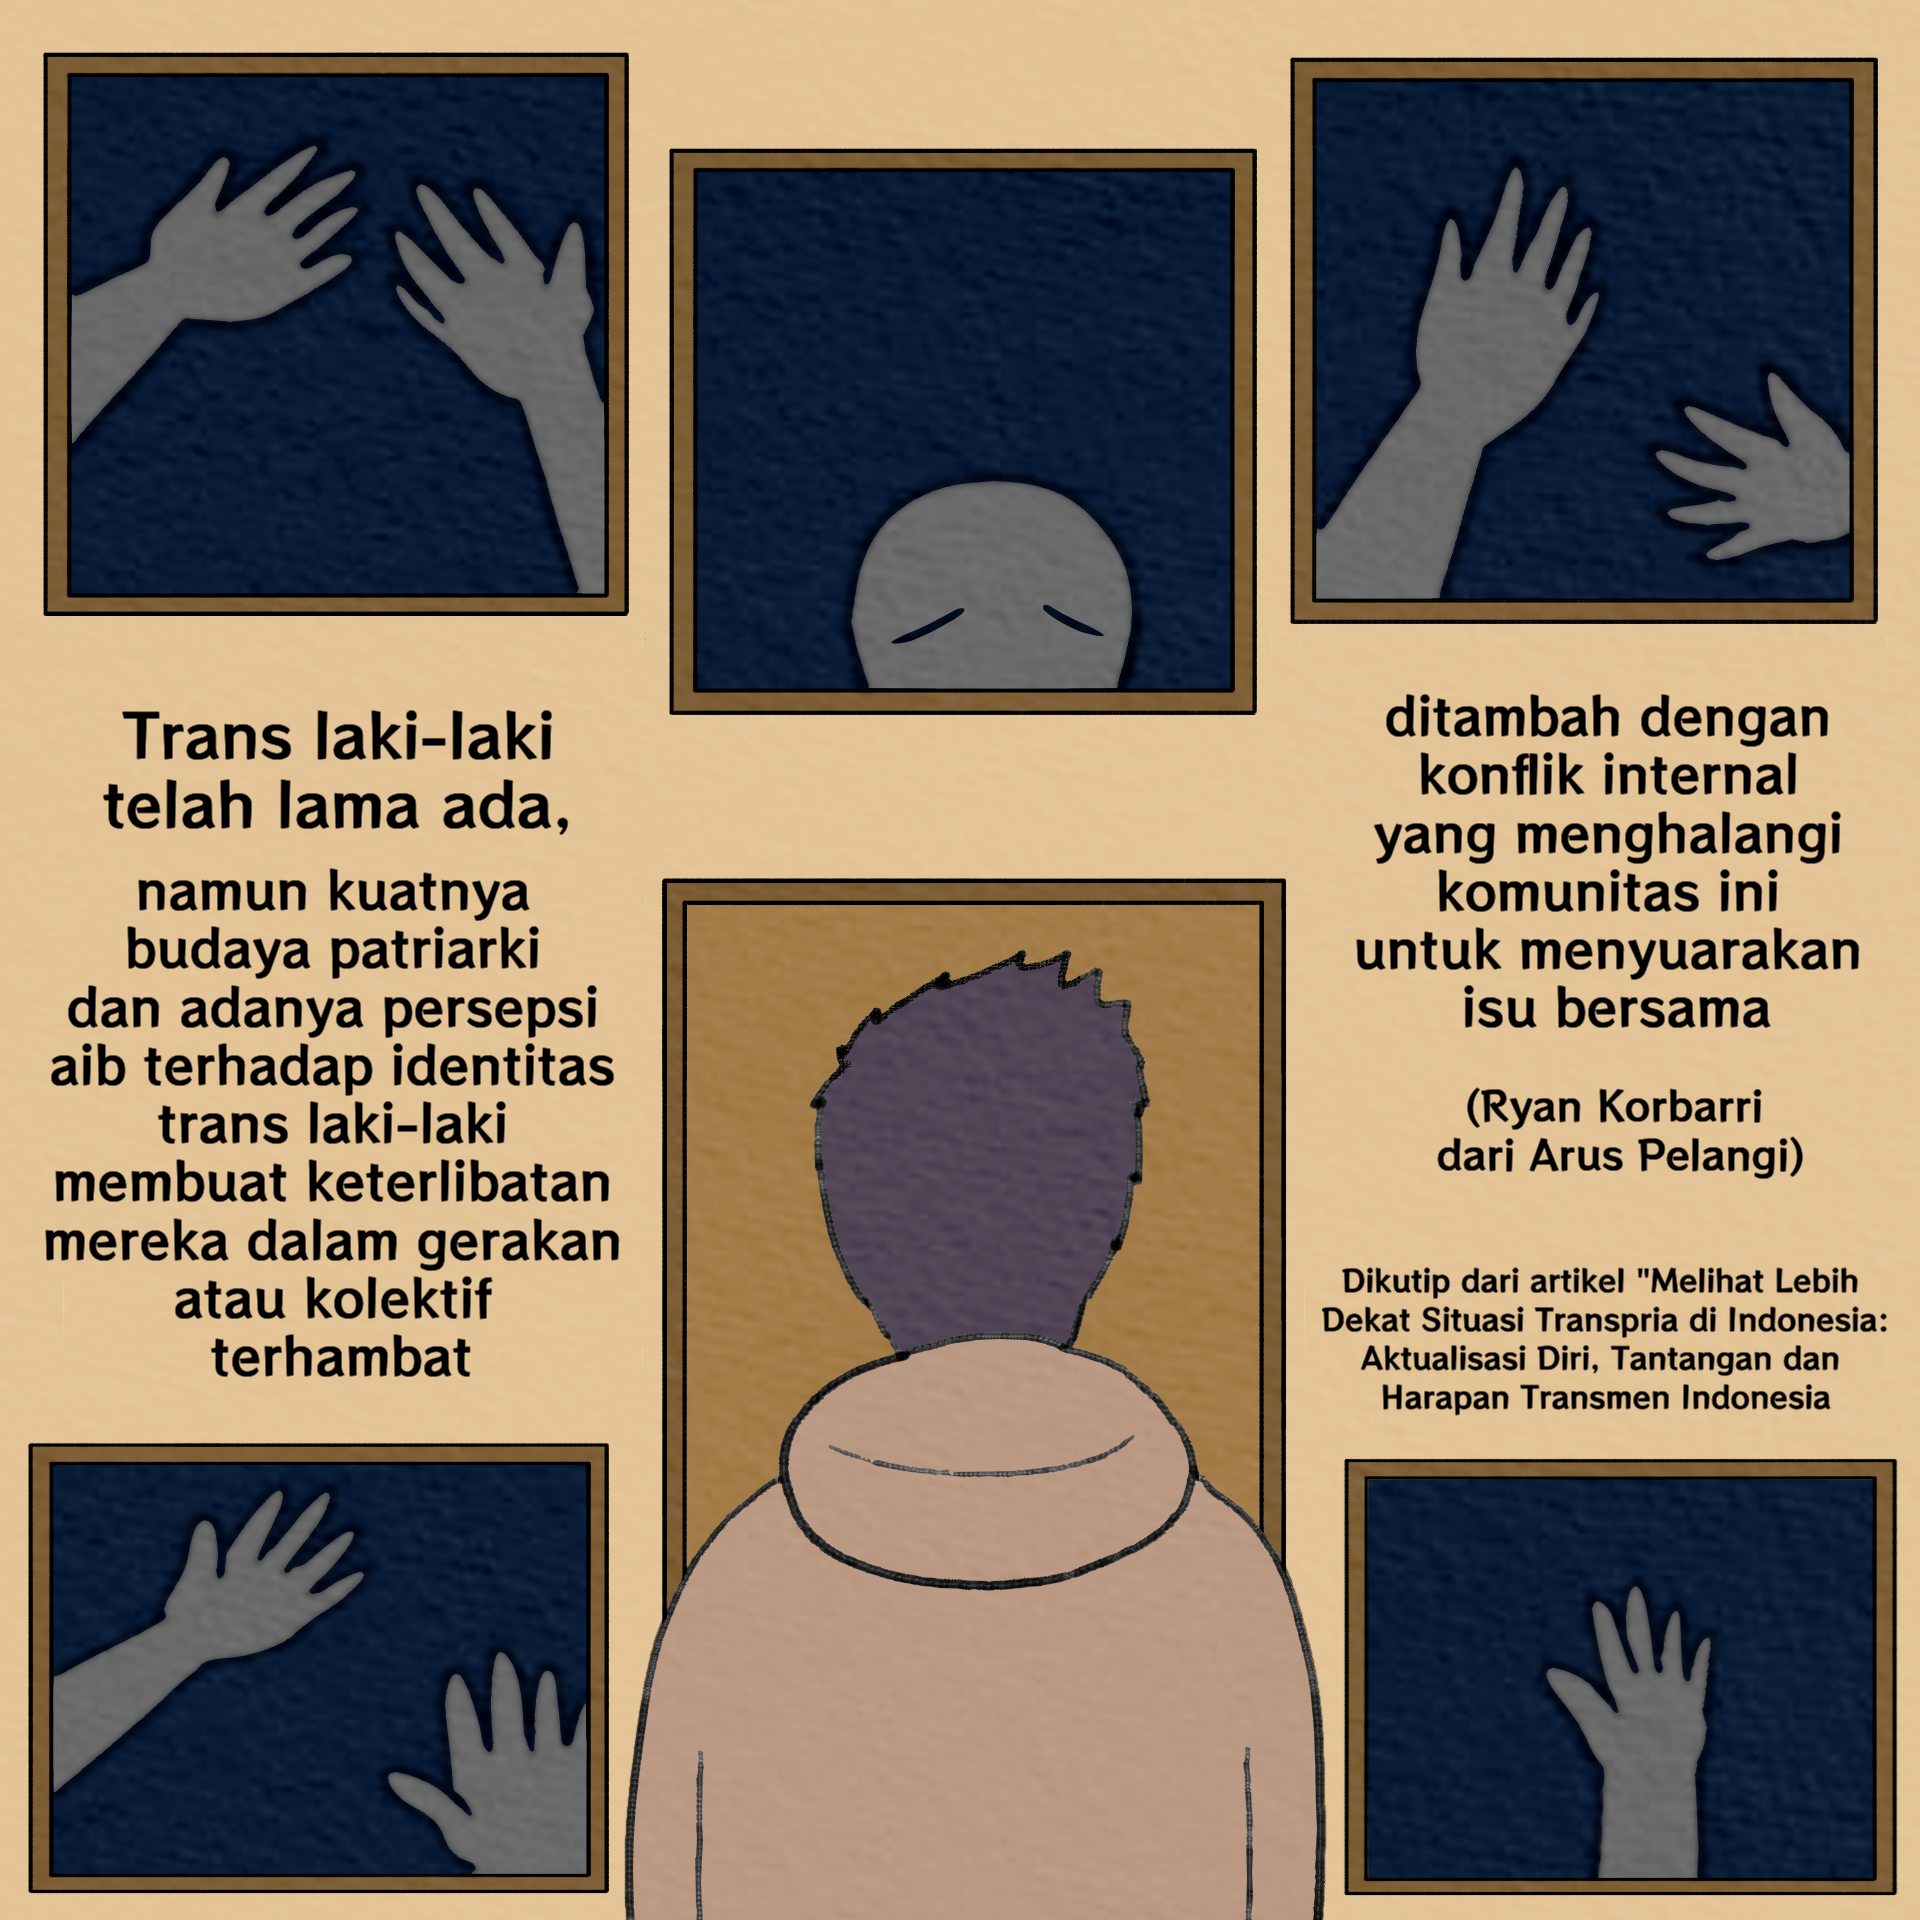 Trans laki-laki
telah lama ada,
namun kuatnya
budaya patriarki
dan adanya persepsi
aib terhadap identitas
trans laki-laki
membuat keterlibatan
mereka dalam gerakan
atau kolektif
terhambat
ditambah dengan
konflik internal
yang menghalangi
komunitas ini
untuk menyuarakan
isu bersama
(Ryan Korbarri
dari Arus Pelangi)
Dikutip dari artikel "Melihat Lebih
Dekat Situasi Transpria di Indonesia:
Aktualisasi Diri, Tantangan dan
Harapan Transmen Indonesia